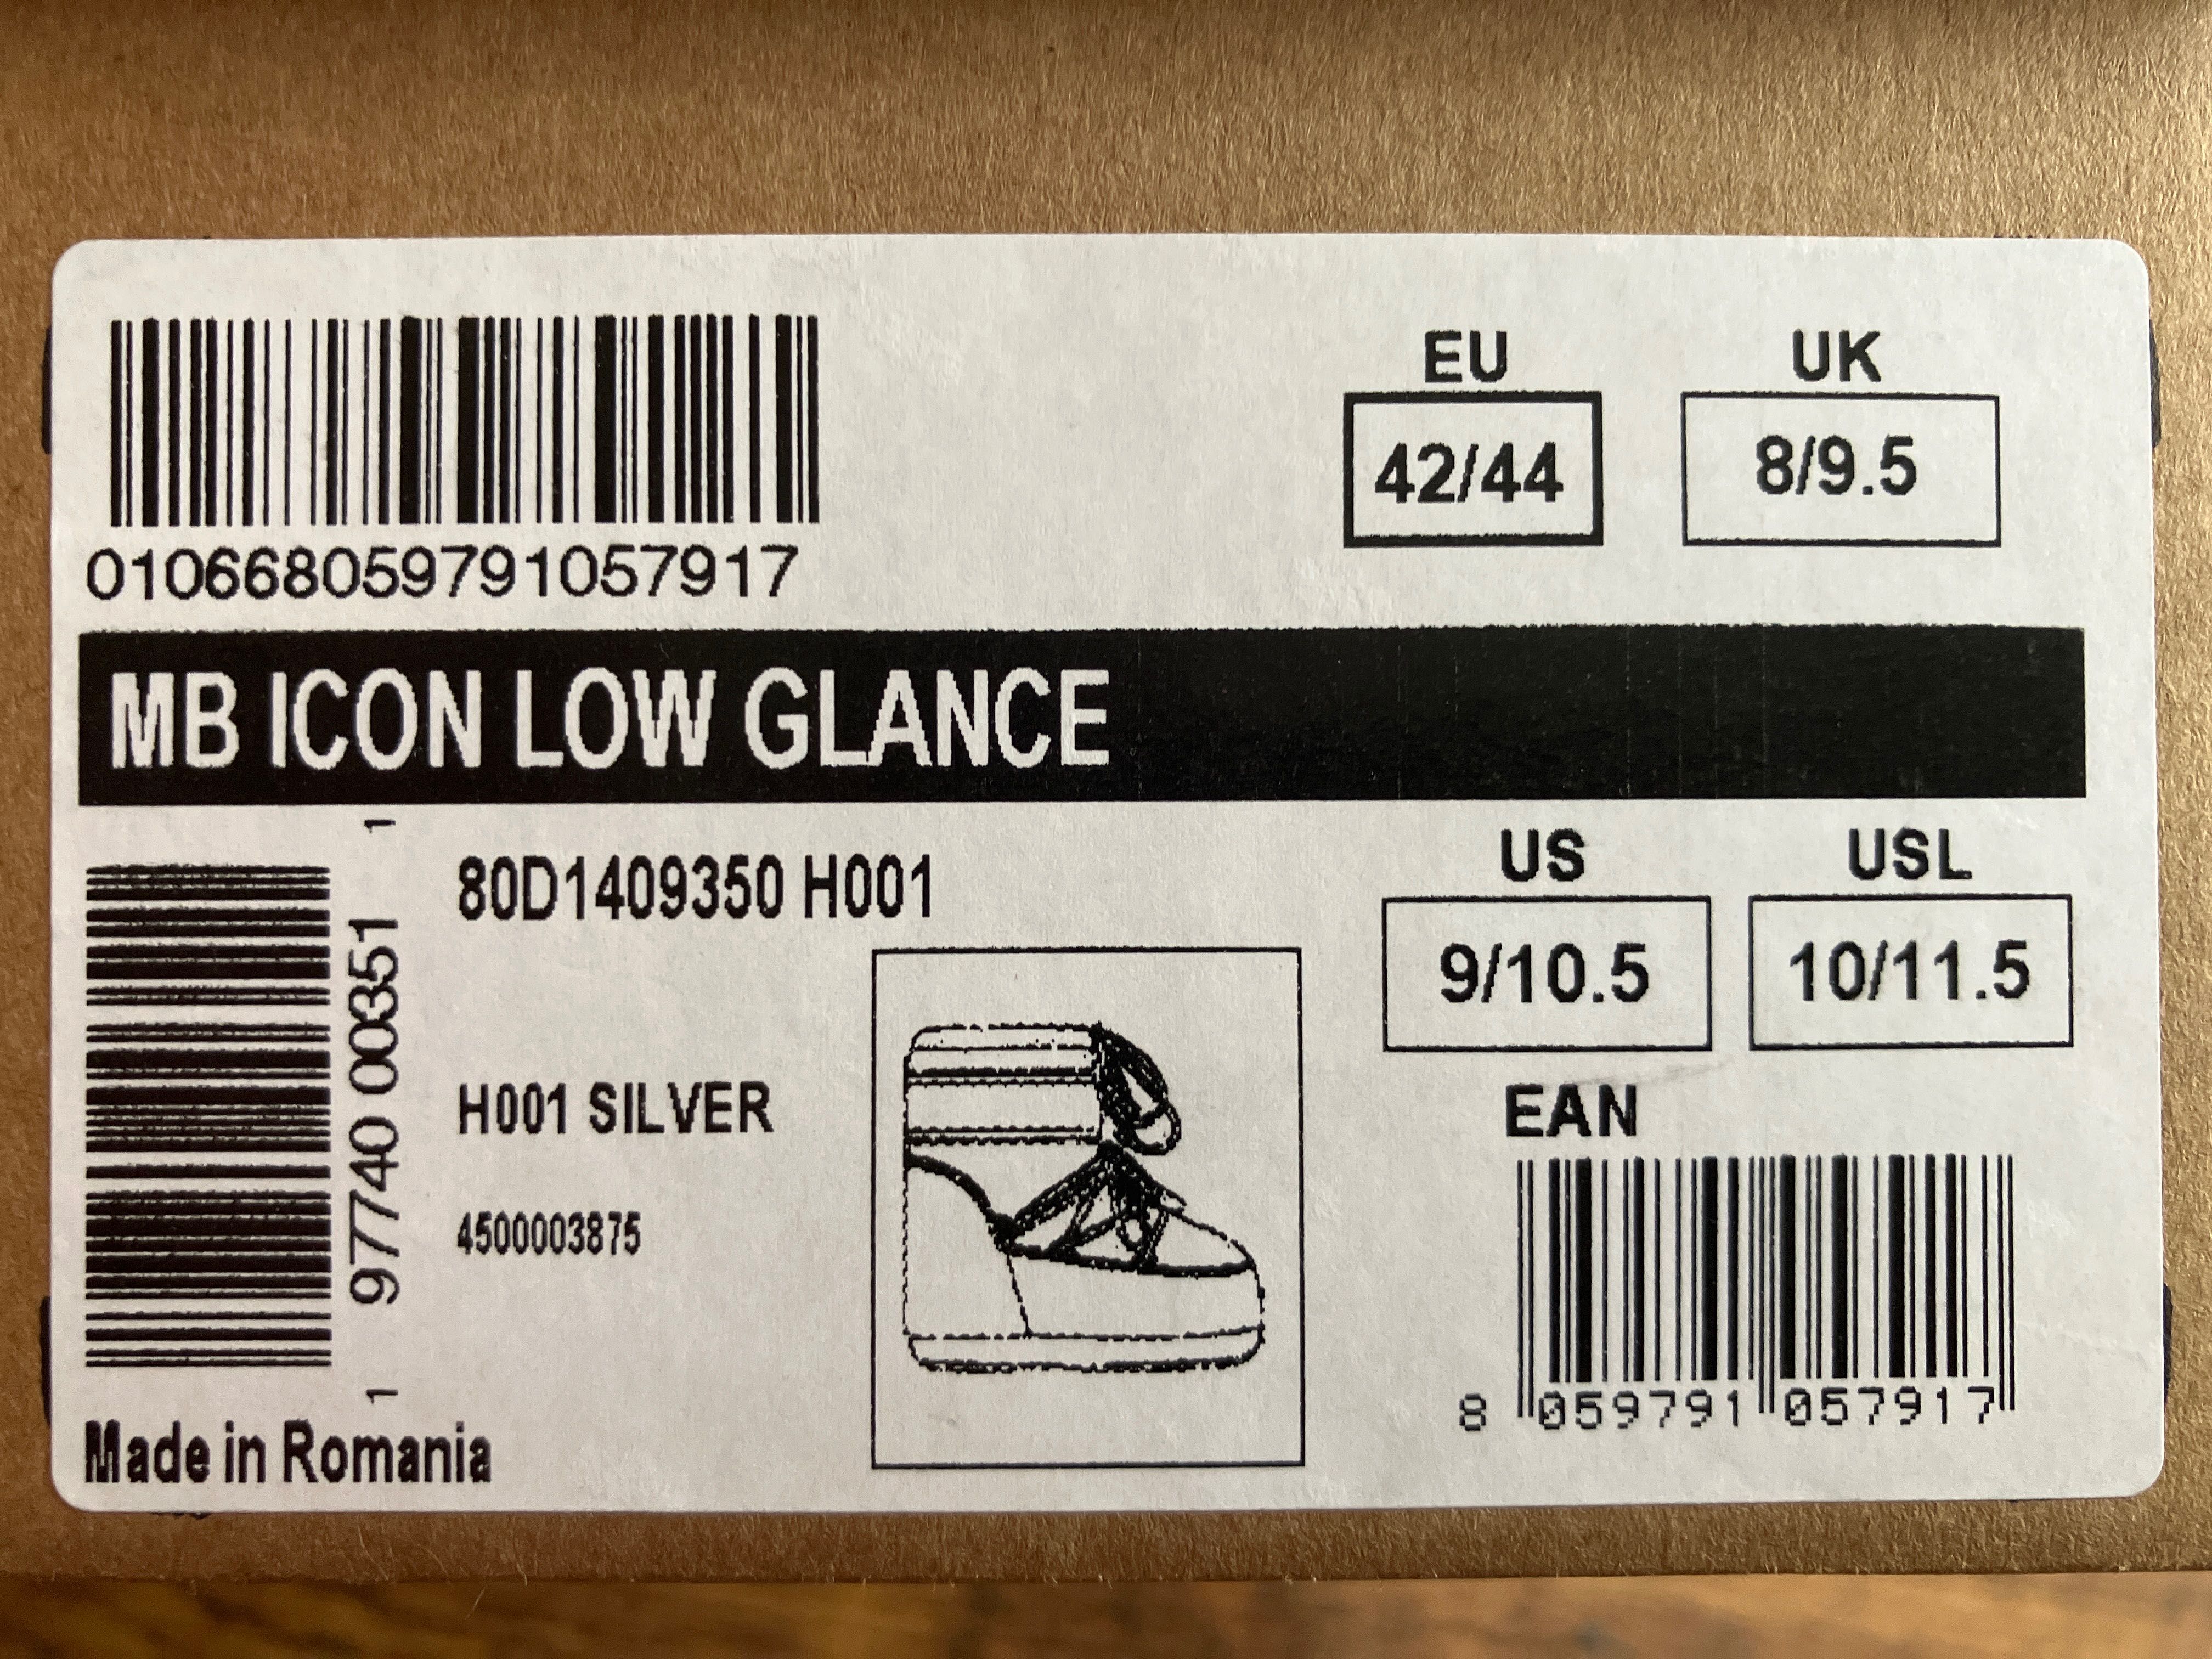 EU UK
42/44 8/9.5
010668059791057917
MB ICON LOW GLANCE
1 97740 00351 1
80D1409350 H001
H001 SILVER
4500003875
Made in Romania
US USL
9/10.5 10/11.5
EAN
8 059791 057917